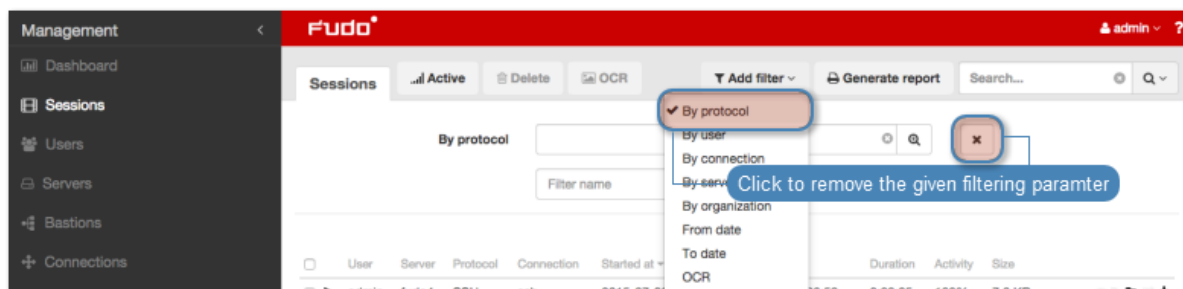 Management
Fudo
admin
?
Dashboard
Sessions
Users
Servers
Bastions
Connections
Sessions
Active
Delete
OCR
Add filter
Generate report
Search...
By protocol
By protocol
By user
By connection
By serve
By organization
From date
To date
OCR
Filter name
Click to remove the given filtering paramter
User Server Protocol Connection Started at Duration Activity Size